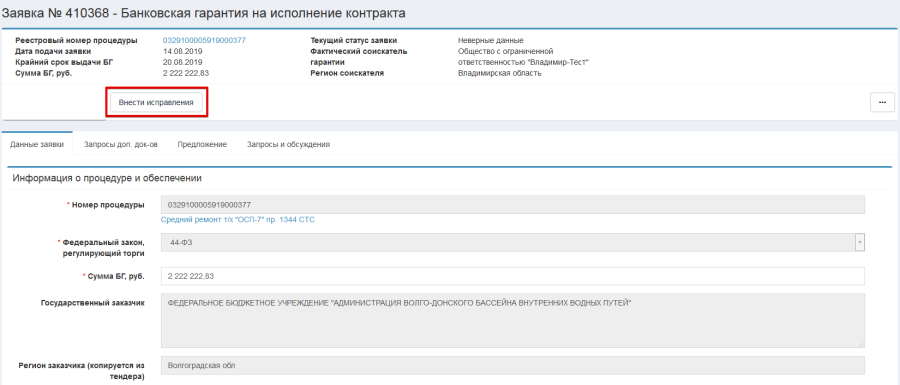 Заявка № 410368 - Банковская гарантия на исполнение контракта
Реестровый номер процедуры 0329100005919000377 Текущий статус заявки Неверные данные
Дата подачи заявки 14.08.2019 Фактический соискатель Общество с ограниченной
Крайний срок выдачи БГ 20.08.2019 гарантии ответственностью "Владимир-Тест"
Сумма БГ, руб. 2 222 222,83 Регион соискателя Владимирская область
Внести исправления ...
Данные заявки Запросы доп. док-ов Предложение Запросы и обсуждения
Информация о процедуре и обеспечении
* Номер процедуры 0329100005919000377
Средний ремонт т/х "ОСП-7" пр. 1344 СТС
* Федеральный закон, 44-ФЗ
регулирующий торги
* Сумма БГ, руб. 2 222 222,83
Государственный заказчик ФЕДЕРАЛЬНОЕ БЮДЖЕТНОЕ УЧРЕЖДЕНИЕ "АДМИНИСТРАЦИЯ ВОЛГО-ДОНСКОГО БАССЕЙНА ВНУТРЕННИХ ВОДНЫХ ПУТЕЙ"
Регион заказчика (копируется из Волгоградская обл
тендера)